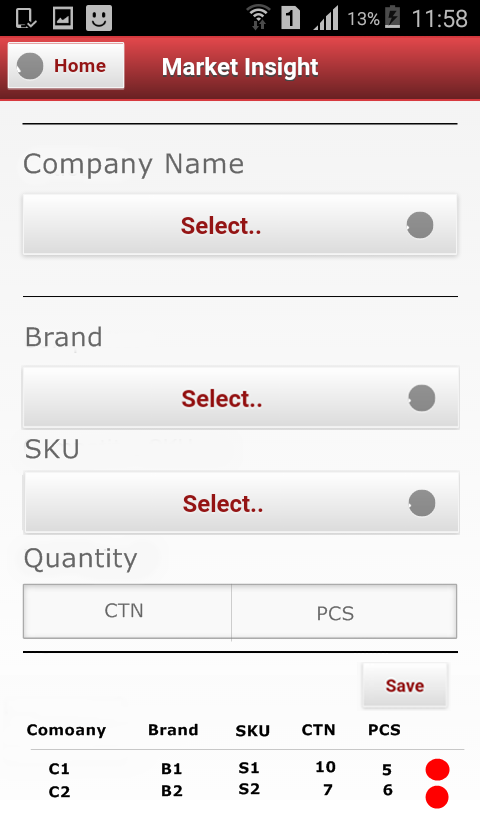 1 13% 11:58
Home Market Insight
Company Name
Select..
Brand
Select..
SKU
Select..
Quantity
CTN PCS
Save
Comoany Brand SKU CTN PCS
C1 B1 S1 10 5
C2 B2 S2 7 6